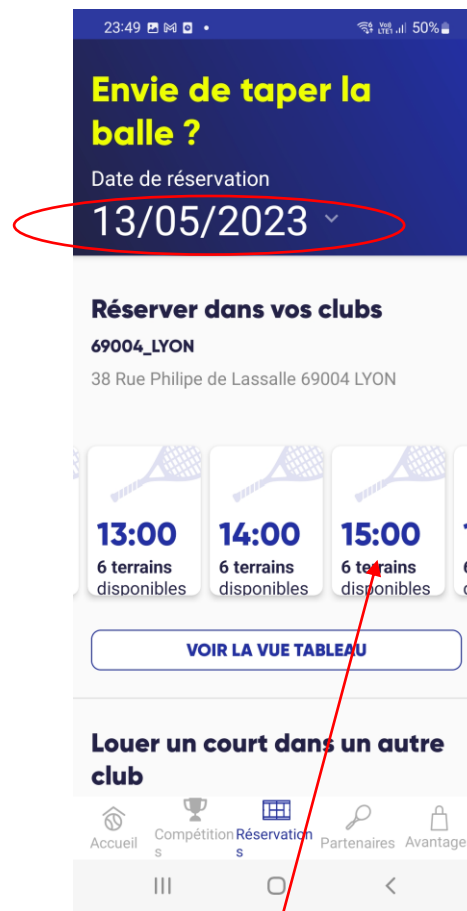 23:49 LTE1 50%
Envie de taper la
balle ?
Date de réservation
13/05/2023
Réserver dans vos clubs
69004_LYON
38 Rue Philipe de Lassalle 69004 LYON
13:00 14:00 15:00
6 terrains 6 terrains 6 terrains
disponibles disponibles disponibles
VOIR LA VUE TABLEAU
Louer un court dans un autre
club
Accueil Compétition Réservation Partenaires Avantage
s s